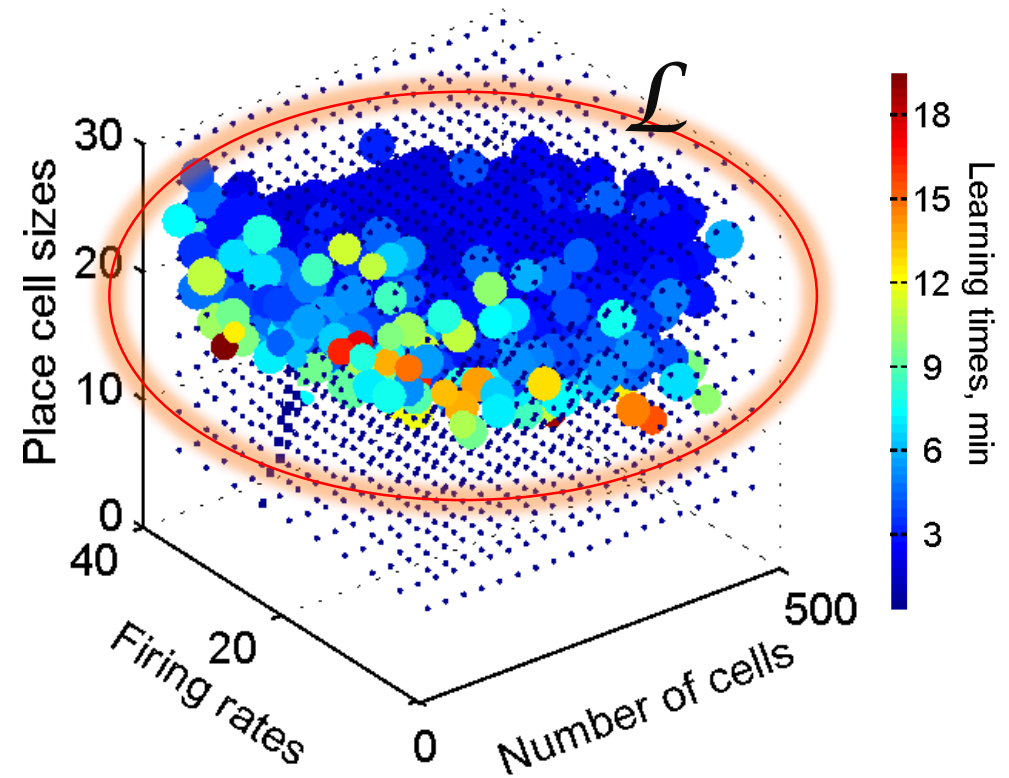 ℒ
30
20
10
0
Place cell sizes
40
20
0
Firing rates
500
Number of cells
18
15
12
9
6
3
Learning times, min